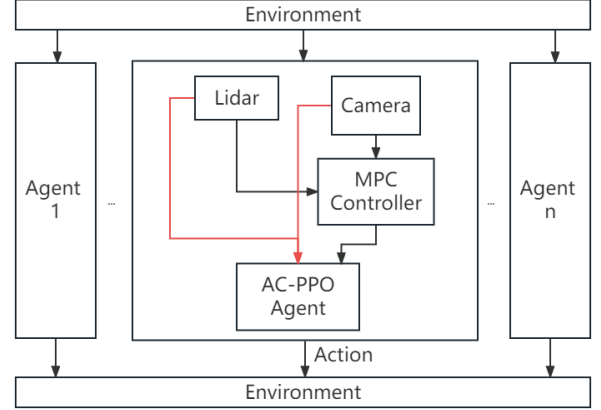 Environment
Lidar
Camera
Agent
1
...
MPC
Controller
...
Agent
n
AC-PPO
Agent
Action
Environment